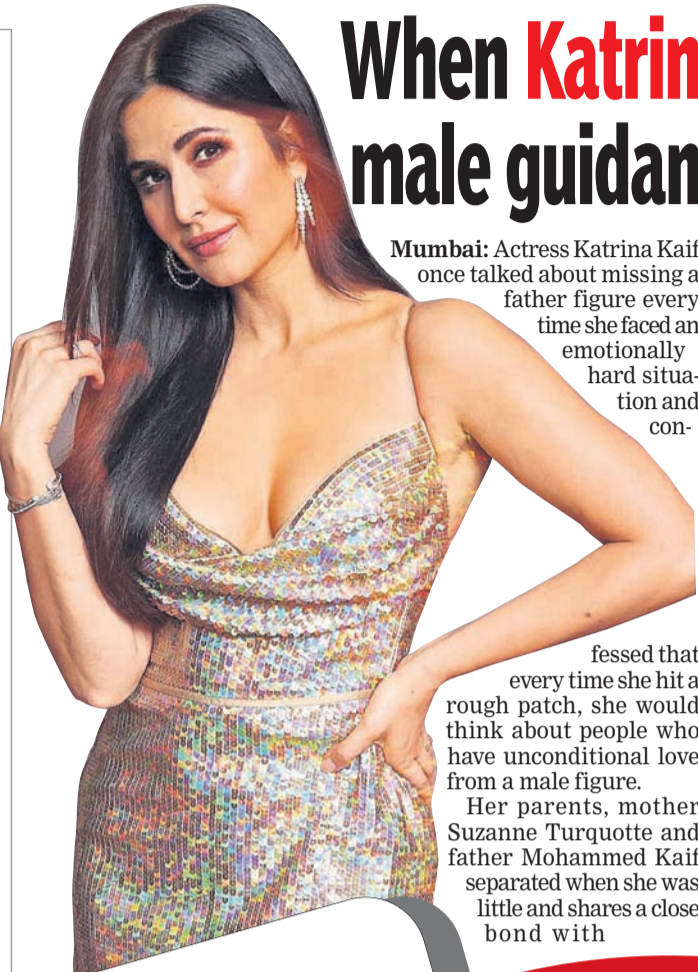 When Katrin
male guidan
Mumbai: Actress Katrina Kaif
once talked about missing a
father figure every
time she faced an
emotionally
hard situa-
tion and
con-
fessed that
every time she hit a
rough patch, she would
think about people who
have unconditional love
from a male figure.
Her parents, mother
Suzanne Turquotte and
father Mohammed Kaif
separated when she was
little and shares a close
bond with